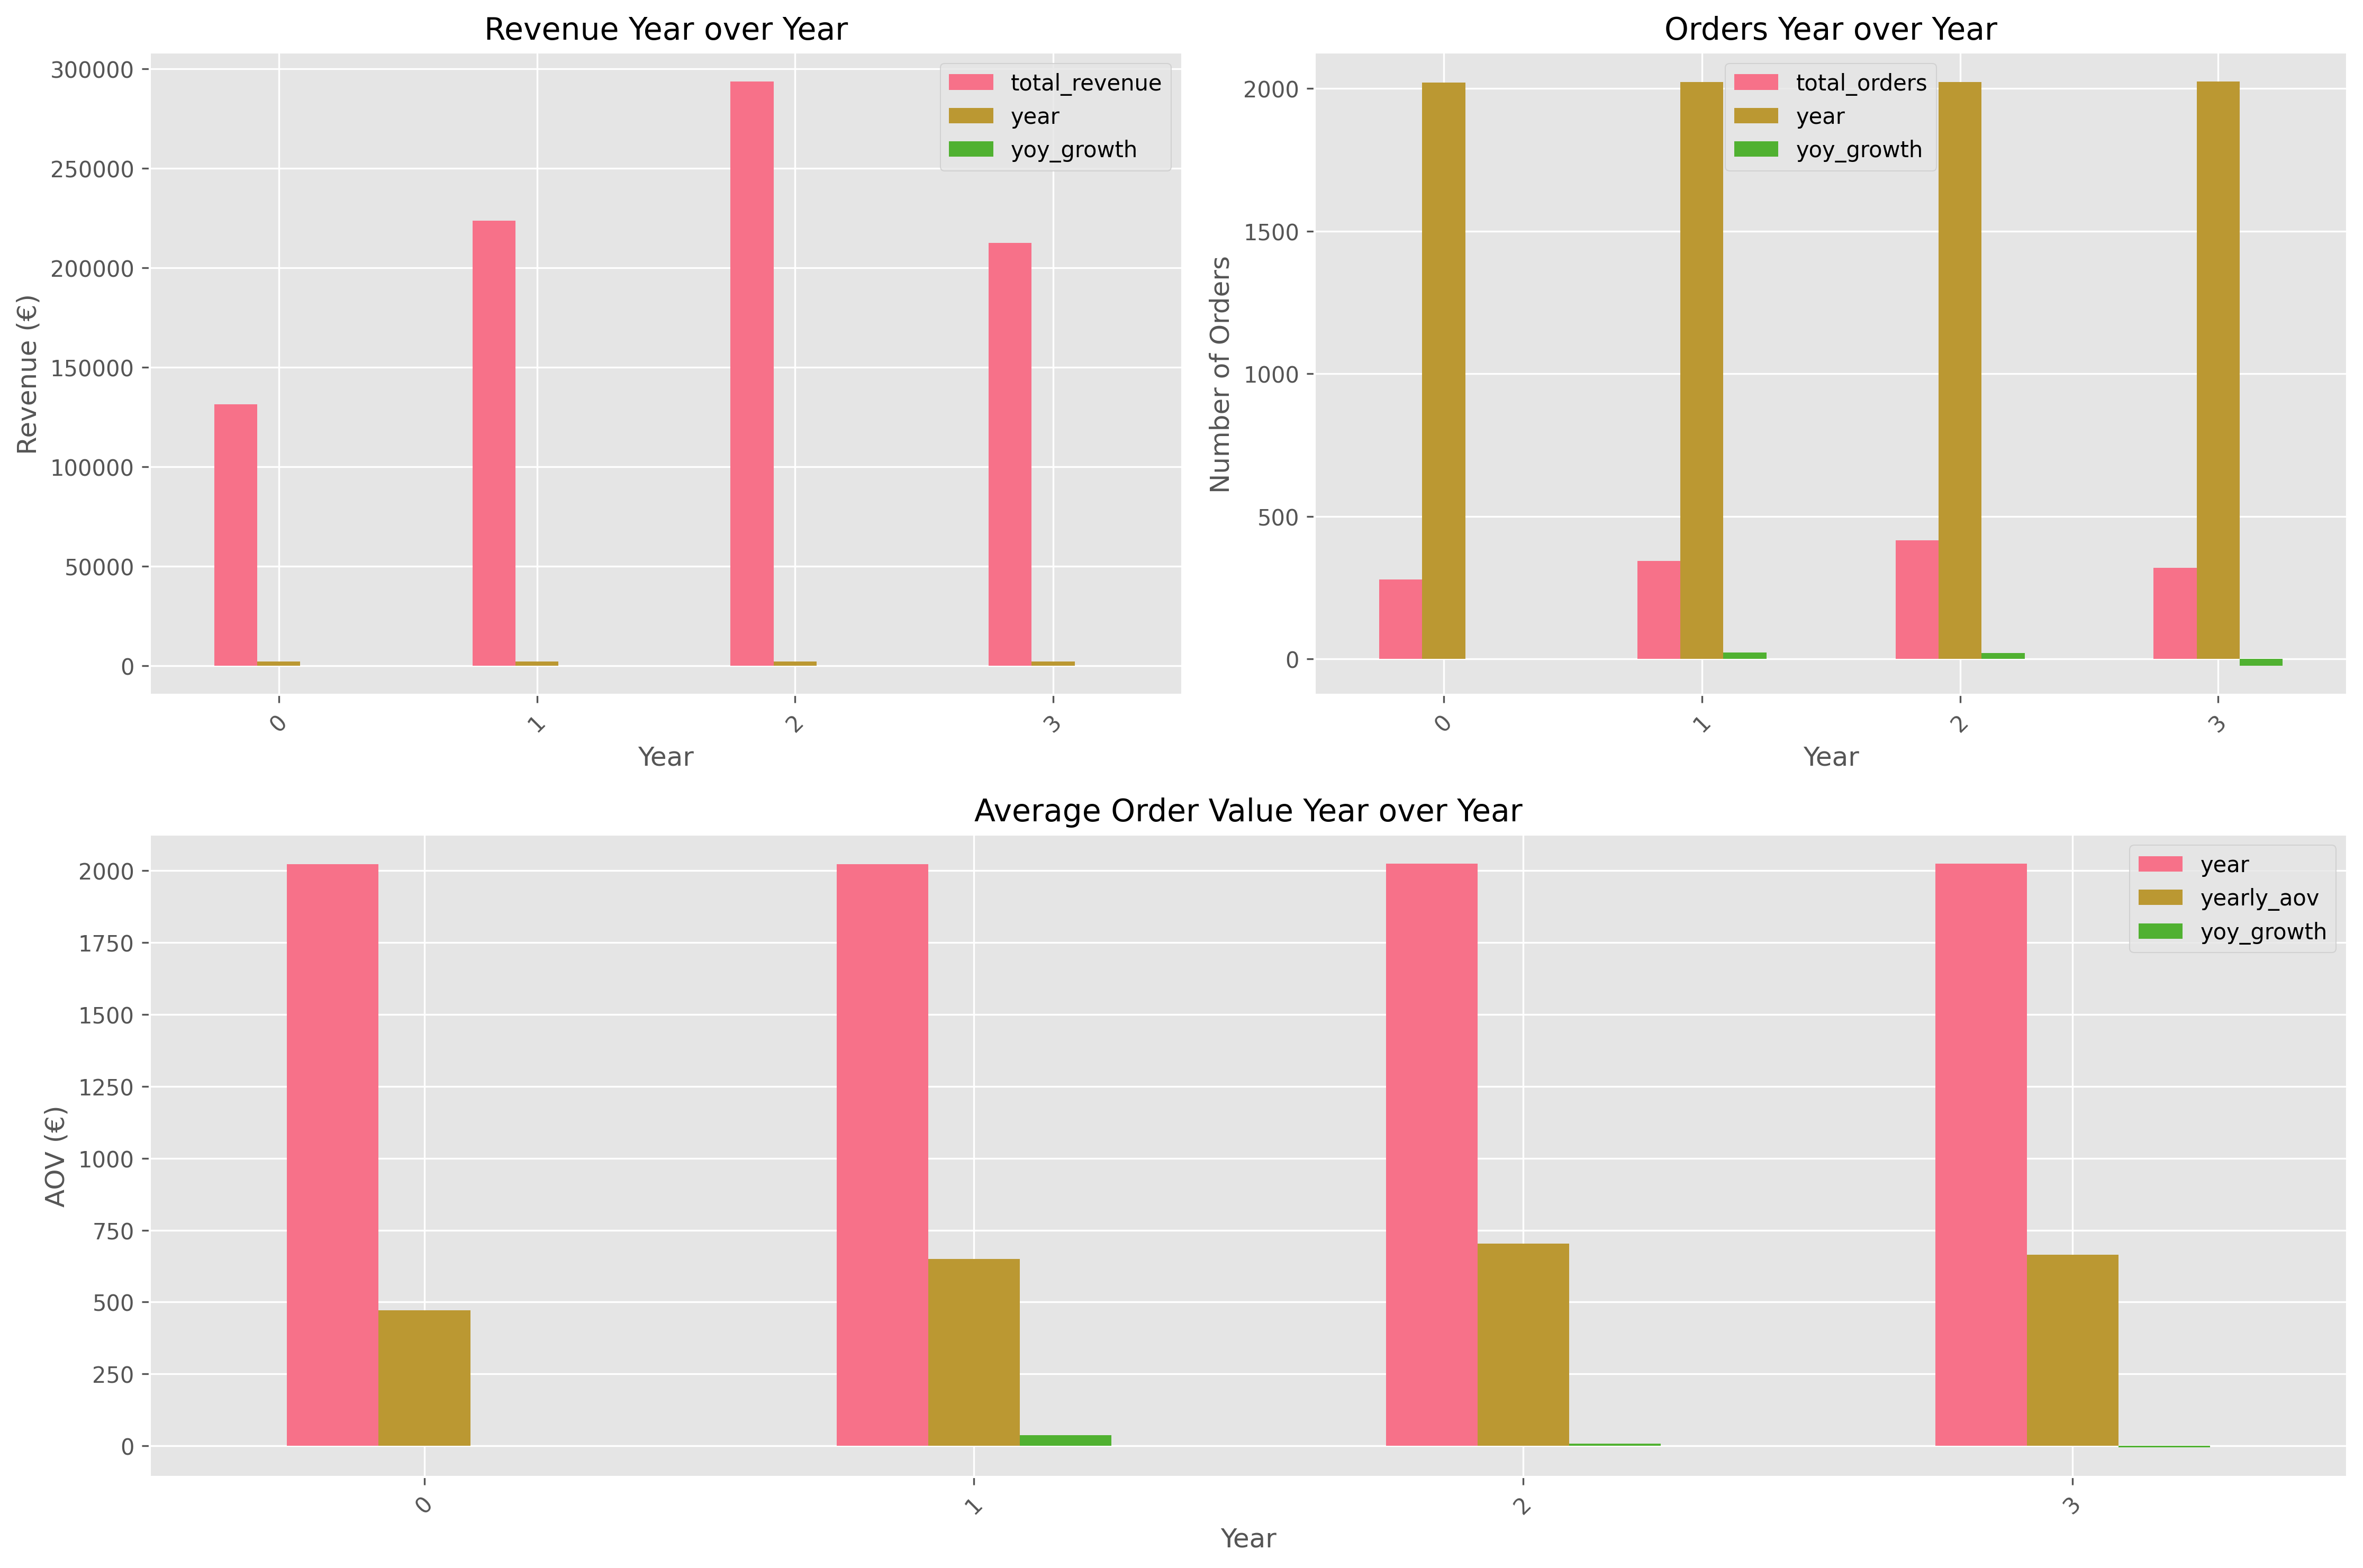 Revenue Year over Year
300000
250000
200000
150000
100000
50000
0
Revenue (€)
total_revenue
year
yoy_growth
0
1
2
3
Year
Orders Year over Year
2000
1500
1000
500
0
Number of Orders
total_orders
year
yoy_growth
0
1
2
3
Year
Average Order Value Year over Year
2000
1750
1500
1250
1000
750
500
250
0
AOV (€)
year
yearly_aov
yoy_growth
0
1
2
3
Year